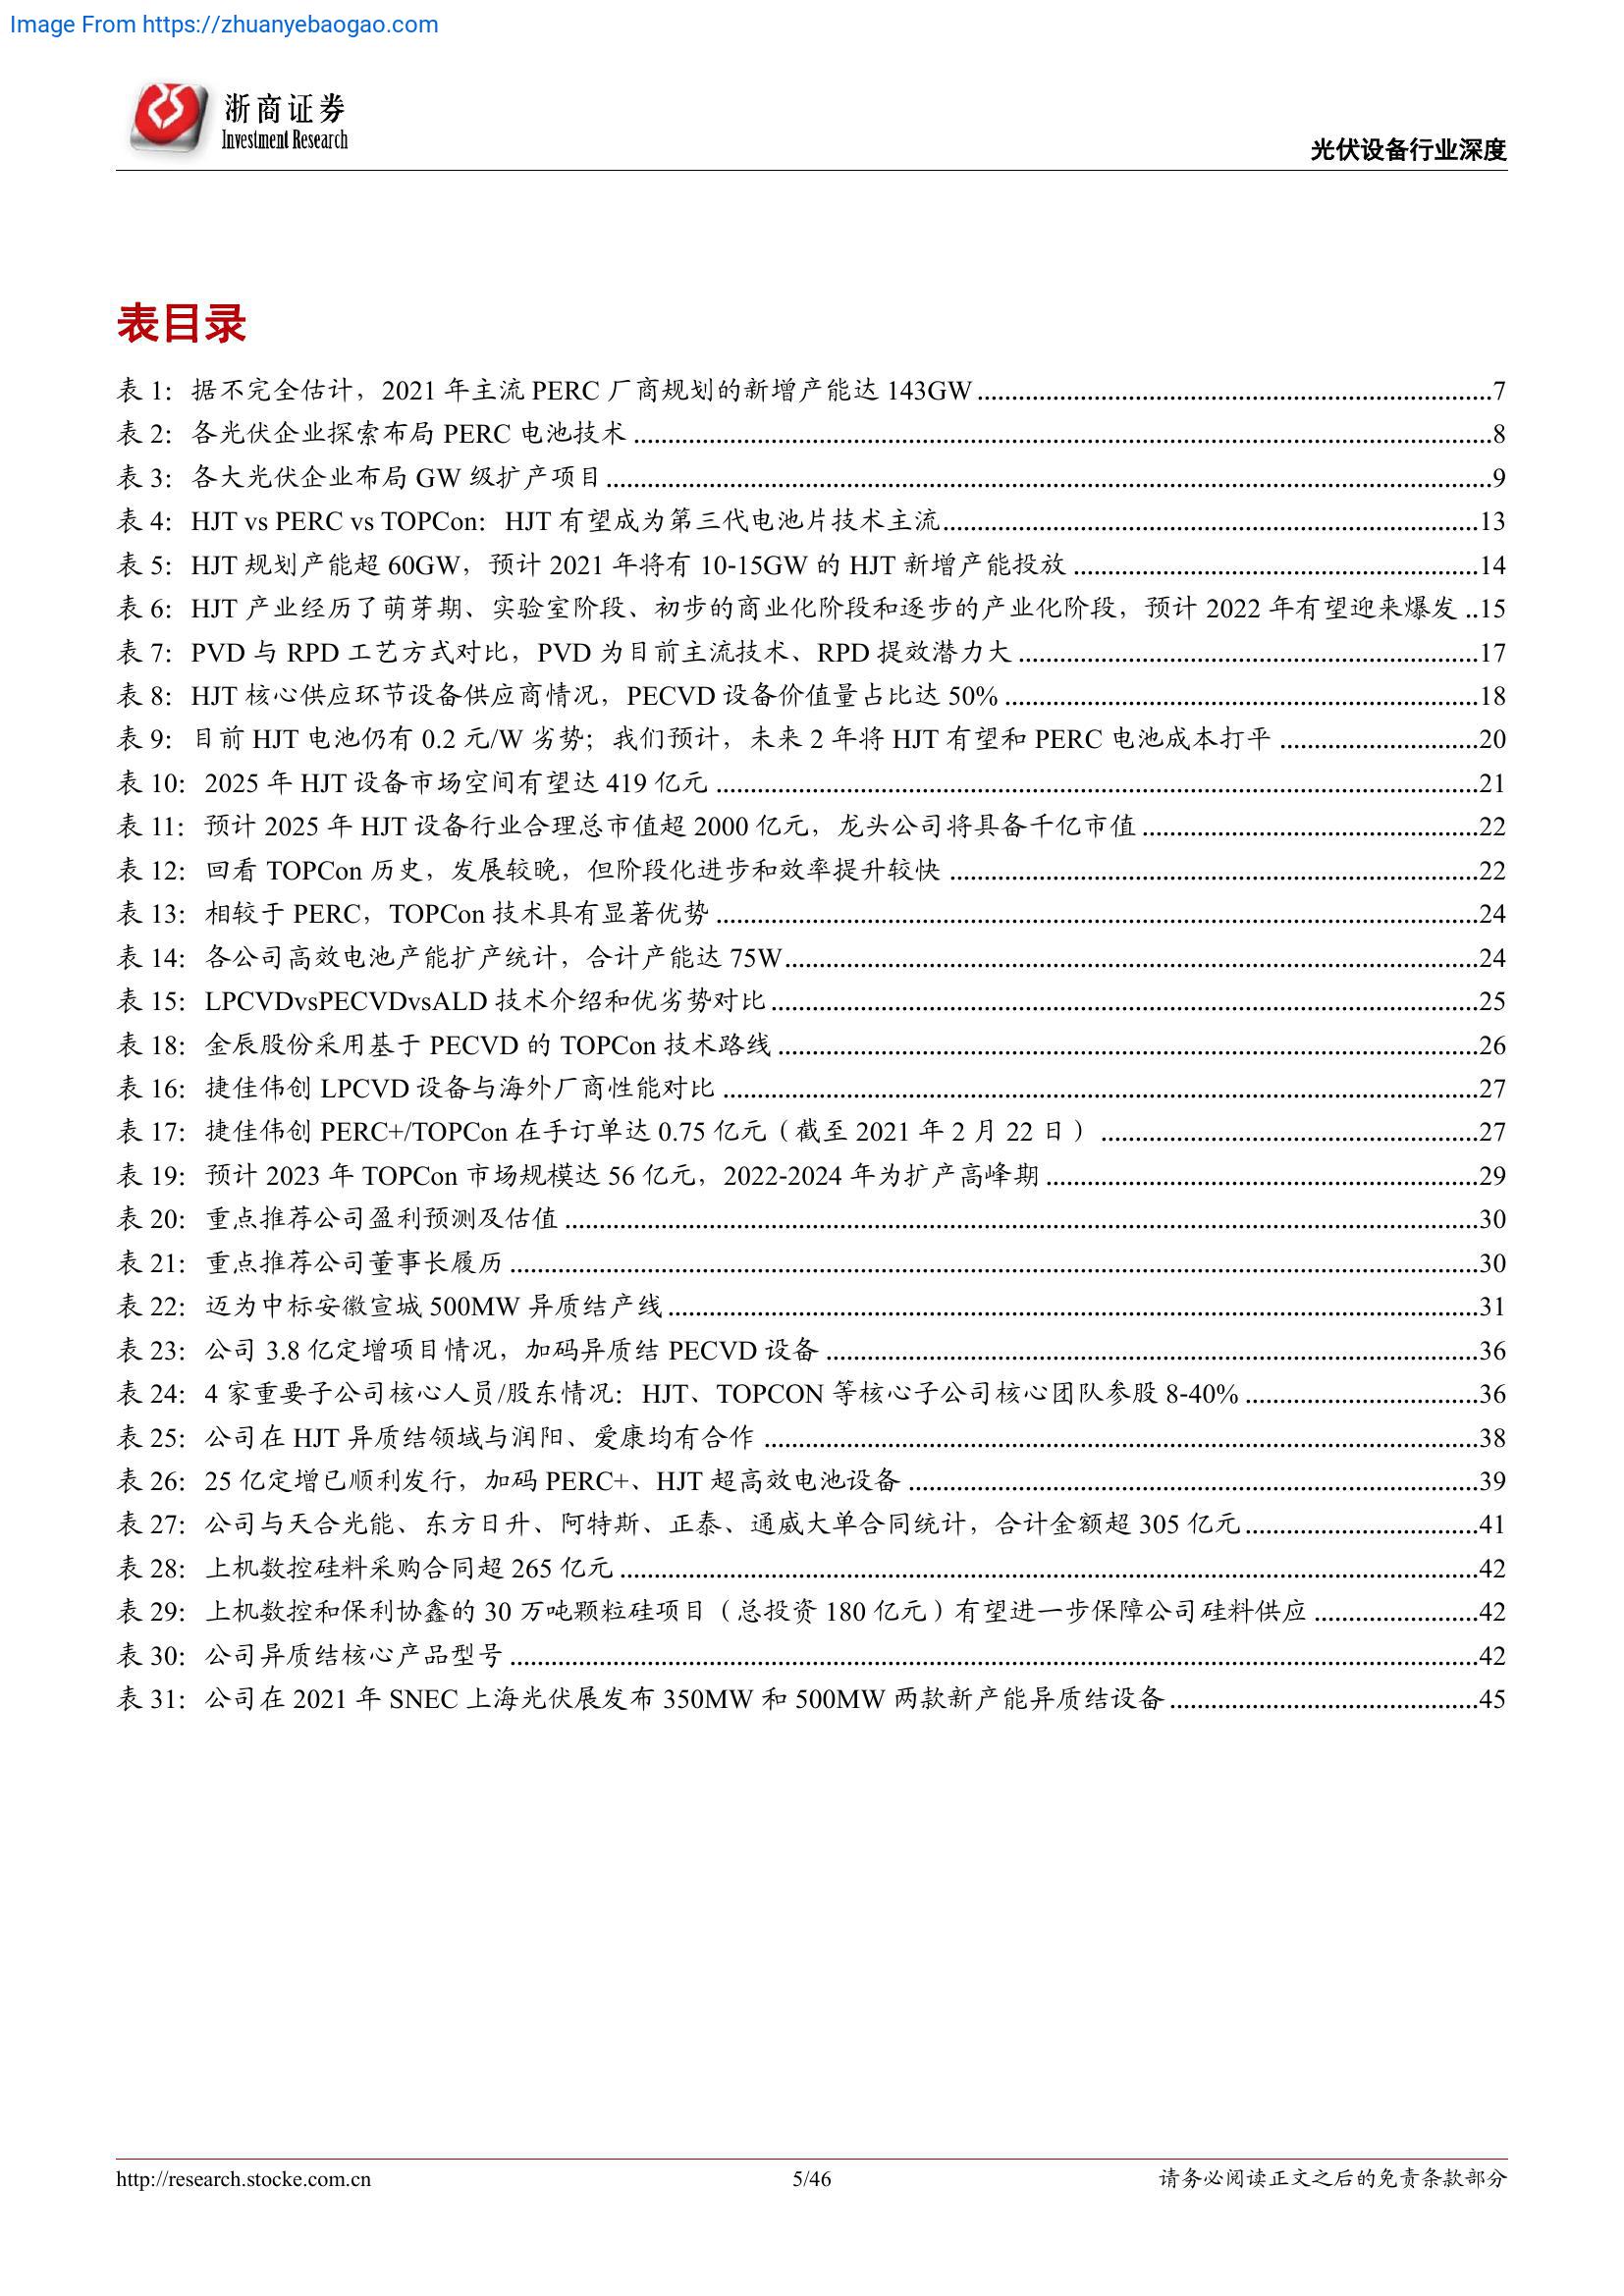 Image From https://zhuanyebaogao.com
浙商证券
Investment Research
光伏设备行业深度
表目录
表 1：据不完全估计，2021 年主流 PERC 厂商规划的新增产能达 143GW ...........................................................................7
表 2：各光伏企业探索布局 PERC 电池技术 ...........................................................................8
表 3：各大光伏企业布局 GW 级扩产项目 ...........................................................................9
表 4：HJT vs PERC vs TOPCon：HJT 有望成为第三代电池片技术主流...........................................................................13
表 5：HJT 规划产能超 60GW，预计 2021 年将有 10-15GW 的 HJT 新增产能投放 ............................................................14
表 6：HJT 产业经历了萌芽期、实验室阶段、初步的商业化阶段和逐步的产业化阶段，预计 2022 年有望迎来爆发 ..15
表 7：PVD 与 RPD 工艺方式对比，PVD 为目前主流技术、RPD 提效潜力大 ....................................................................17
表 8：HJT 核心供应环节设备供应商情况，PECVD 设备价值量占比达 50% ......................................................................18
表 9：目前 HJT 电池仍有 0.2 元/W 劣势；我们预计，未来 2 年将 HJT 有望和 PERC 电池成本打平 .............................20
表 10：2025 年 HJT 设备市场空间有望达 419 亿元 ...........................................................................21
表 11：预计 2025 年 HJT 设备行业合理总市值超 2000 亿元，龙头公司将具备千亿市值 .................................................22
表 12：回看 TOPCon 历史，发展较晚，但阶段化进步和效率提升较快 ...........................................................................22
表 13：相较于 PERC，TOPCon 技术具有显著优势 ...........................................................................24
表 14：各公司高效电池产能扩产统计，合计产能达 75W...........................................................................24
表 15：LPCVDvsPECVDvsALD 技术介绍和优劣势对比 ...........................................................................25
表 18：金辰股份采用基于 PECVD 的 TOPCon 技术路线 ...........................................................................26
表 16：捷佳伟创 LPCVD 设备与海外厂商性能对比 ...........................................................................27
表 17：捷佳伟创 PERC+/TOPCon 在手订单达 0.75 亿元（截至 2021 年 2 月 22 日） .......................................................27
表 19：预计 2023 年 TOPCon 市场规模达 56 亿元，2022-2024 年为扩产高峰期 ................................................................29
表 20：重点推荐公司盈利预测及估值 ...........................................................................30
表 21：重点推荐公司董事长履历 ...........................................................................30
表 22：迈为中标安徽宣城 500MW 异质结产线 ...........................................................................31
表 23：公司 3.8 亿定增项目情况，加码异质结 PECVD 设备 ...........................................................................36
表 24：4 家重要子公司核心人员/股东情况：HJT、TOPCON 等核心子公司核心团队参股 8-40% ..................................36
表 25：公司在 HJT 异质结领域与润阳、爱康均有合作 ...........................................................................38
表 26：25 亿定增已顺利发行，加码 PERC+、HJT 超高效电池设备 ...........................................................................39
表 27：公司与天合光能、东方日升、阿特斯、正泰、通威大单合同统计，合计金额超 305 亿元..................................41
表 28：上机数控硅料采购合同超 265 亿元 ...........................................................................42
表 29：上机数控和保利协鑫的 30 万吨颗粒硅项目（总投资 180 亿元）有望进一步保障公司硅料供应 ........................42
表 30：公司异质结核心产品型号 ...........................................................................42
表 31：公司在 2021 年 SNEC 上海光伏展发布 350MW 和 500MW 两款新产能异质结设备 .............................................45
http://research.stocke.com.cn
5/46
请务必阅读正文之后的免责条款部分